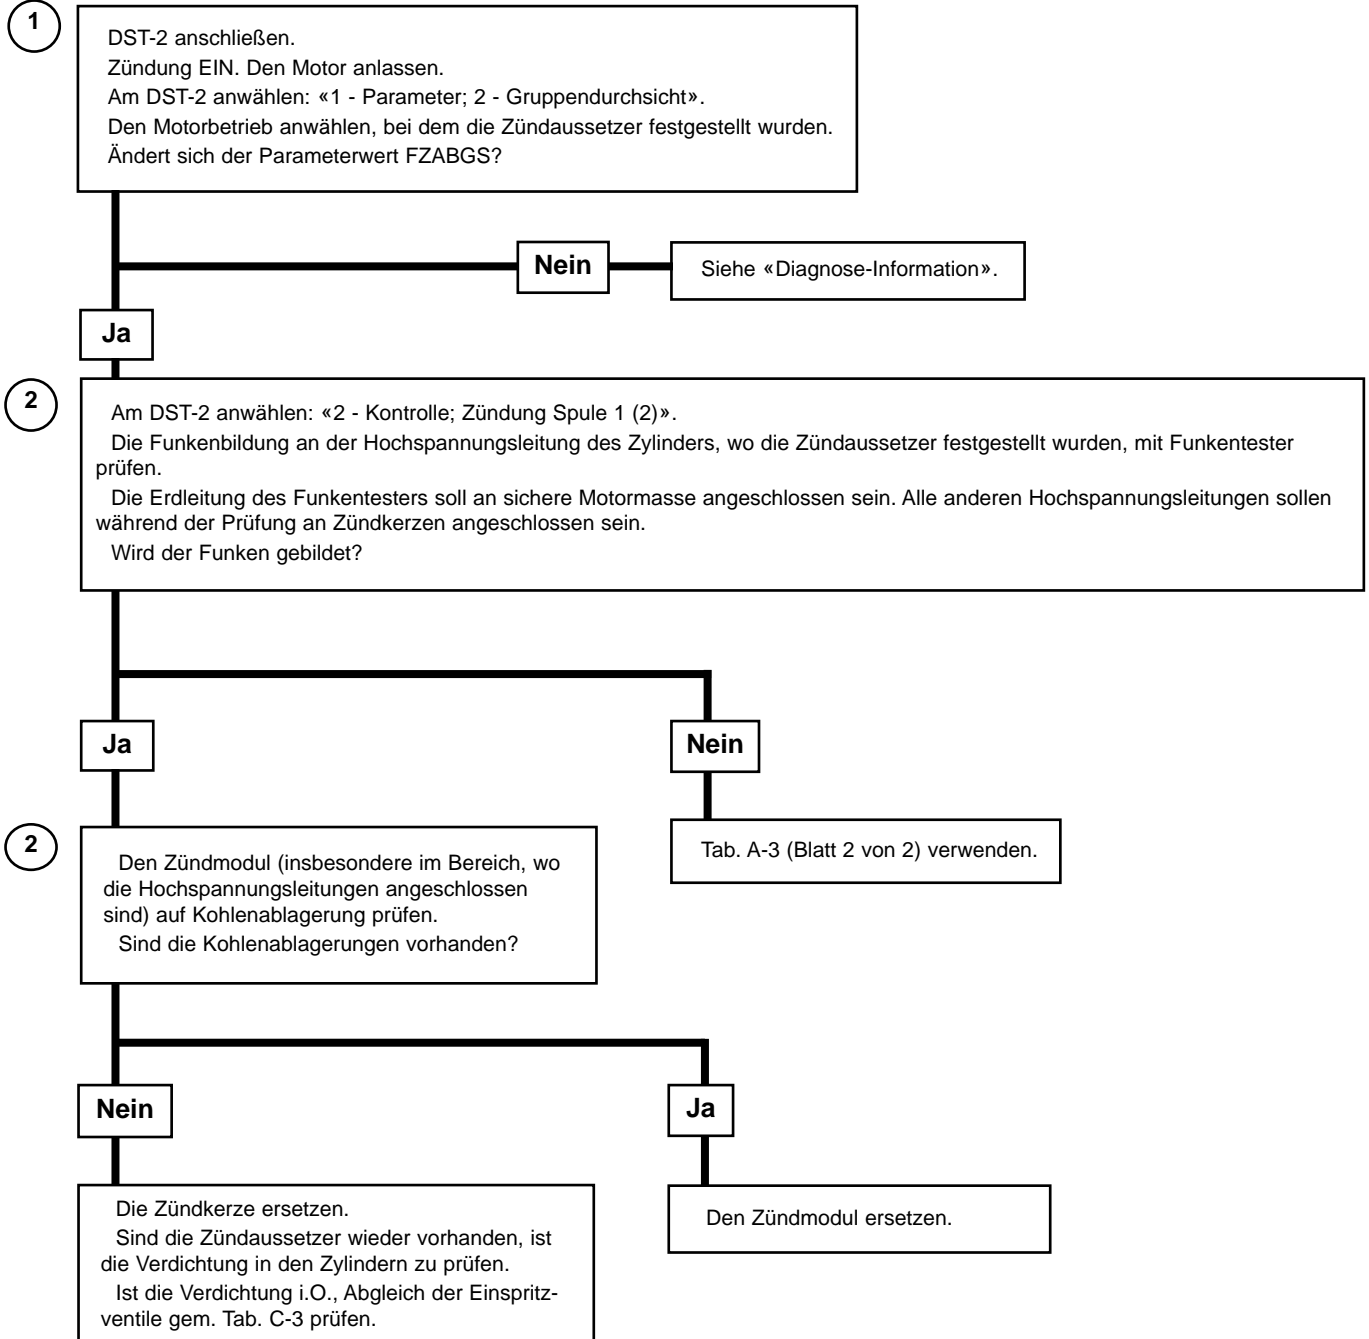 1
DST-2 anschließen.
Zündung EIN. Den Motor anlassen.
Am DST-2 anwählen: «1 - Parameter; 2 - Gruppendurchsicht».
Den Motorbetrieb anwählen, bei dem die Zündaussetzer festgestellt wurden.
Ändert sich der Parameterwert FZABGS?
Nein
Siehe «Diagnose-Information».
Ja
2
Am DST-2 anwählen: «2 - Kontrolle; Zündung Spule 1 (2)».
Die Funkenbildung an der Hochspannungsleitung des Zylinders, wo die Zündaussetzer festgestellt wurden, mit Funkentester
prüfen.
Die Erdleitung des Funkentesters soll an sichere Motormasse angeschlossen sein. Alle anderen Hochspannungsleitungen sollen
während der Prüfung an Zündkerzen angeschlossen sein.
Wird der Funken gebildet?
Ja
Nein
2
Den Zündmodul (insbesondere im Bereich, wo
die Hochspannungsleitungen angeschlossen
sind) auf Kohlenablagerung prüfen.
Sind die Kohlenablagerungen vorhanden?
Tab. A-3 (Blatt 2 von 2) verwenden.
Nein
Ja
Die Zündkerze ersetzen.
Sind die Zündaussetzer wieder vorhanden, ist
die Verdichtung in den Zylindern zu prüfen.
Ist die Verdichtung i.O., Abgleich der Einspritz-
ventile gem. Tab. C-3 prüfen.
Den Zündmodul ersetzen.